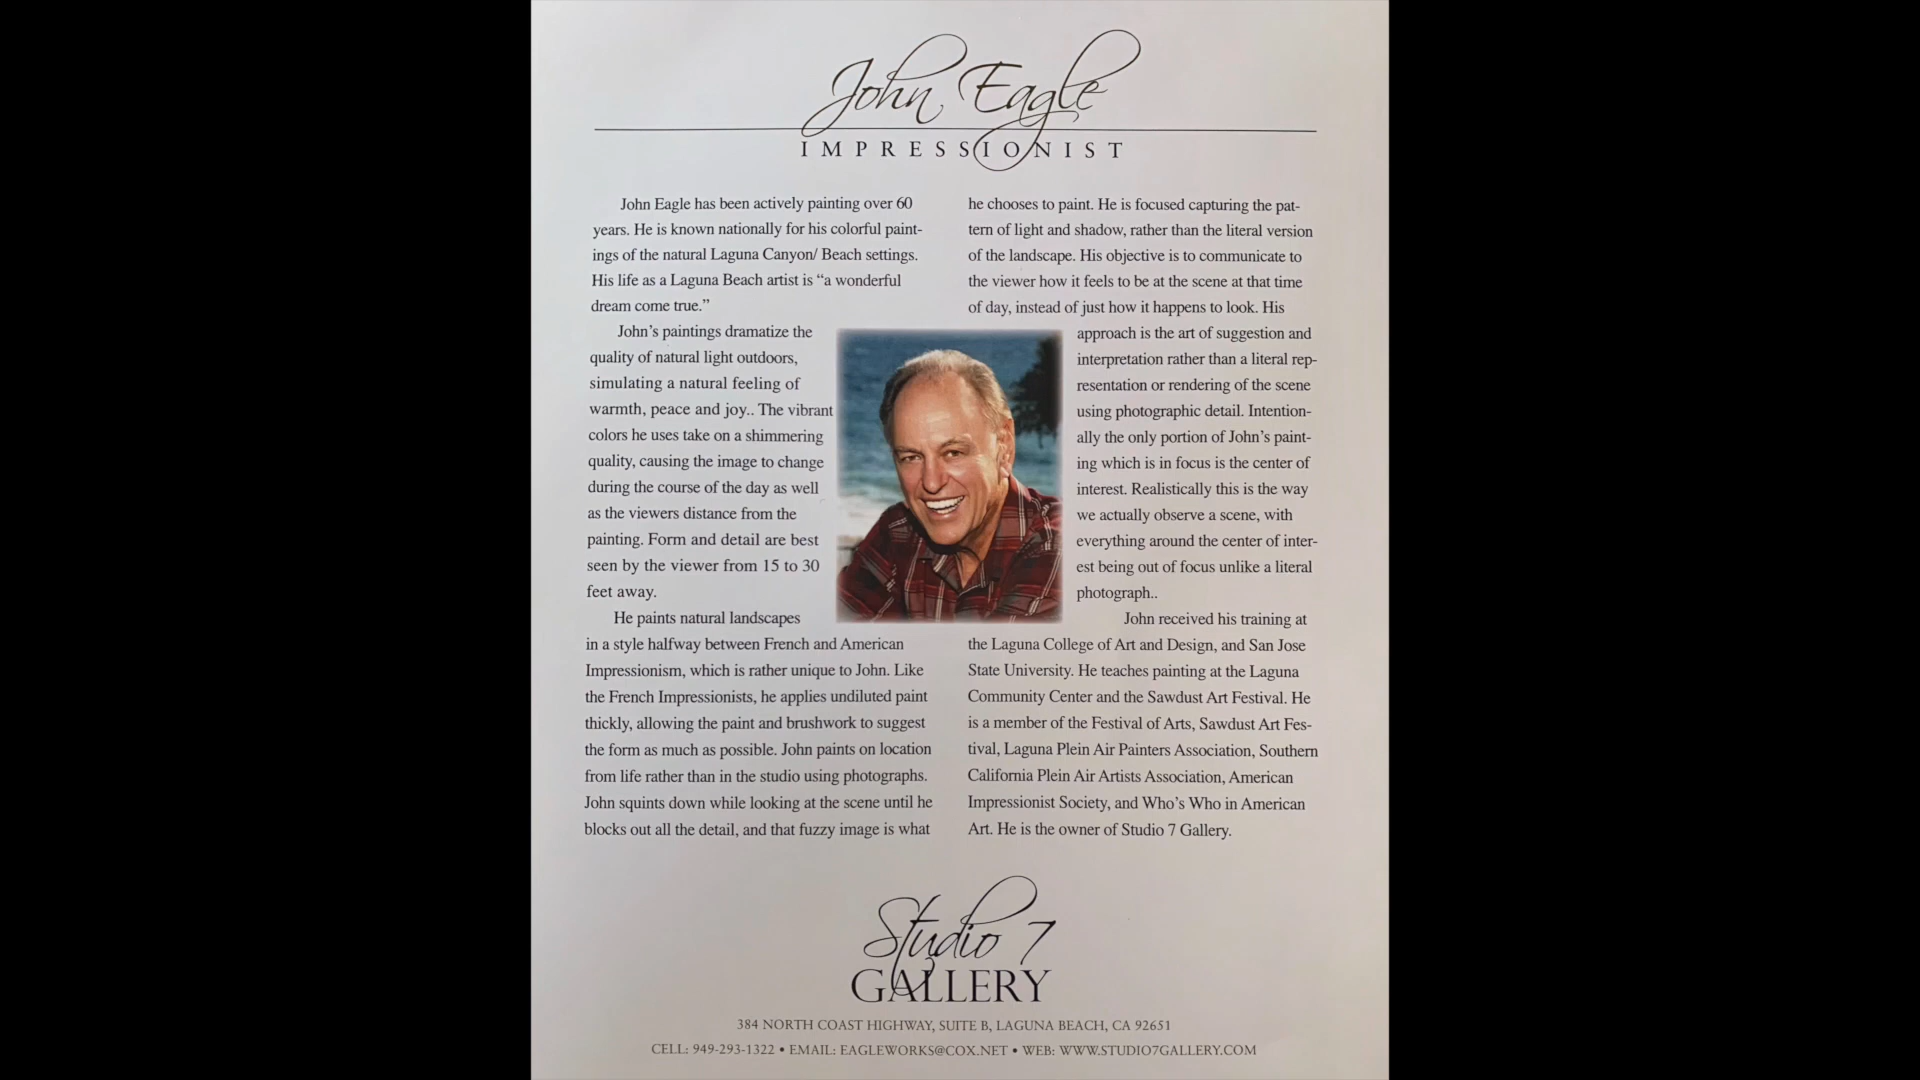 John Eagle
IMPRESSIONIST
John Eagle has been actively painting over 60
years. He is known nationally for his colorful paint-
ings of the natural Laguna Canyon/ Beach settings.
His life as a Laguna Beach artist is “a wonderful
dream come true.”
John’s paintings dramatize the
quality of natural light outdoors,
simulating a natural feeling of
warmth, peace and joy.. The vibrant
colors he uses take on a shimmering
quality, causing the image to change
during the course of the day as well
as the viewers distance from the
painting. Form and detail are best
seen by the viewer from 15 to 30
feet away.
He paints natural landscapes
in a style halfway between French and American
Impressionism, which is rather unique to John. Like
the French Impressionists, he applies undiluted paint
thickly, allowing the paint and brushwork to suggest
the form as much as possible. John paints on location
from life rather than in the studio using photographs.
John squints down while looking at the scene until he
blocks out all the detail, and that fuzzy image is what
he chooses to paint. He is focused capturing the pat-
tern of light and shadow, rather than the literal version
of the landscape. His objective is to communicate to
the viewer how it feels to be at the scene at that time
of day, instead of just how it happens to look. His
approach is the art of suggestion and
interpretation rather than a literal rep-
resentation or rendering of the scene
using photographic detail. Intention-
ally the only portion of John’s paint-
ing which is in focus is the center of
interest. Realistically this is the way
we actually observe a scene, with
everything around the center of inter-
est being out of focus unlike a literal
photograph..
John received his training at
the Laguna College of Art and Design, and San Jose
State University. He teaches painting at the Laguna
Community Center and the Sawdust Art Festival. He
is a member of the Festival of Arts, Sawdust Art Fes-
tival, Laguna Plein Air Painters Association, Southern
California Plein Air Artists Association, American
Impressionist Society, and Who’s Who in American
Art. He is the owner of Studio 7 Gallery.
Studio 7
GALLERY
384 NORTH COAST HIGHWAY, SUITE B, LAGUNA BEACH, CA 92651
CELL: 949-293-1322 • EMAIL: EAGLEWORKS@COX.NET • WEB: WWW.STUDIO7GALLERY.COM